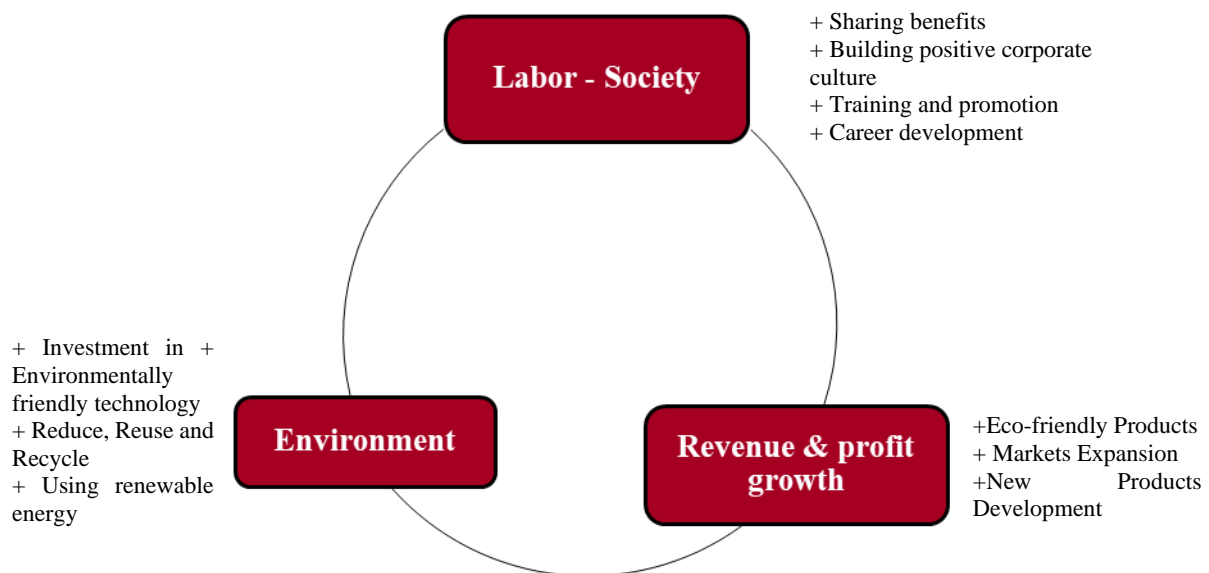 Labor - Society
+ Sharing benefits
+ Building positive corporate
culture
+ Training and promotion
+ Career development
+ Investment in +
Environmentally
friendly technology
+ Reduce, Reuse and
Recycle
+ Using renewable
energy
Environment
Revenue & profit
growth
+Eco-friendly Products
+ Markets Expansion
+New Products
Development